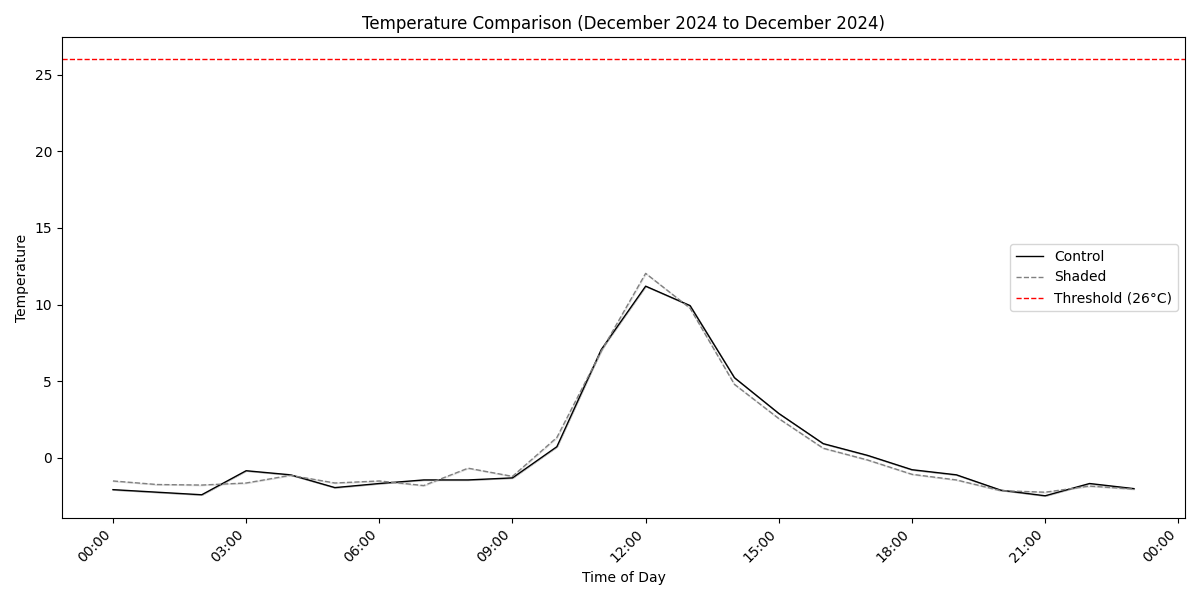 Temperature Comparison (December 2024 to December 2024)
25
20
15
10
5
0
Temperature
Control
Shaded
Threshold (26°C)
00:00
03:00
06:00
09:00
12:00
15:00
18:00
21:00
00:00
Time of Day